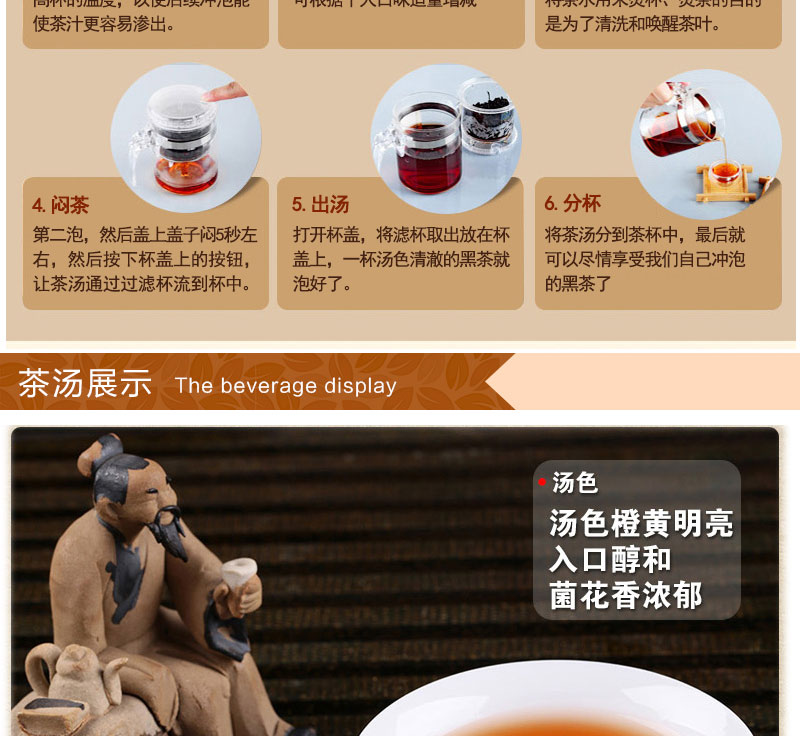 使茶汁更容易渗出。
是为了清洗和唤醒茶叶。
4. 闷茶
第二泡，然后盖上盖子闷5秒左
右，然后按下杯盖上的按钮，
让茶汤通过过滤杯流到杯中。
5. 出汤
打开杯盖，将滤杯取出放在杯
盖上，一杯汤色清澈的黑茶就
泡好了。
6. 分杯
将茶汤分到茶杯中，最后就
可以尽情享受我们自己冲泡
的黑茶了
茶汤展示 The beverage display
汤色
汤色橙黄明亮
入口醇和
菌花香浓郁